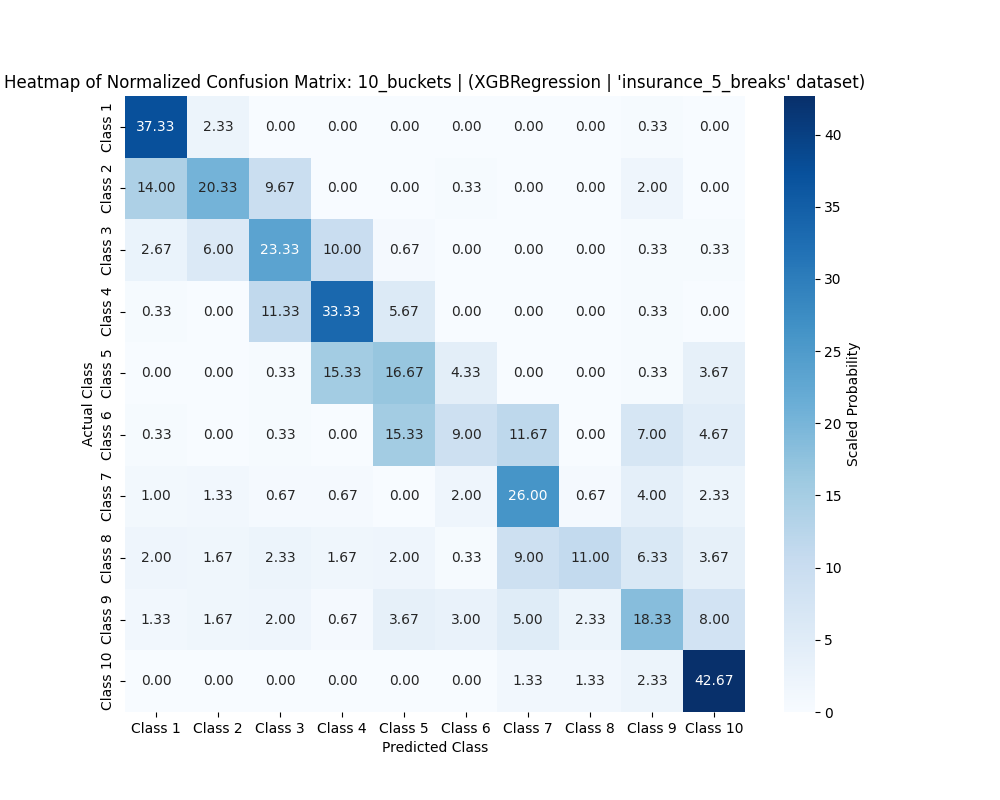 Heatmap of Normalized Confusion Matrix: 10_buckets | (XGBRegression | 'insurance_5_breaks' dataset)
Class 1 37.33 2.33 0.00 0.00 0.00 0.00 0.00 0.00 0.33 0.00
Class 2 14.00 20.33 9.67 0.00 0.00 0.33 0.00 0.00 2.00 0.00
Class 3 2.67 6.00 23.33 10.00 0.67 0.00 0.00 0.00 0.33 0.33
Class 4 0.33 0.00 11.33 33.33 5.67 0.00 0.00 0.00 0.33 0.00
Class 5 0.00 0.00 0.33 15.33 16.67 4.33 0.00 0.00 0.33 3.67
Class 6 0.33 0.00 0.33 0.00 15.33 9.00 11.67 0.00 7.00 4.67
Class 7 1.00 1.33 0.67 0.67 0.00 2.00 26.00 0.67 4.00 2.33
Class 8 2.00 1.67 2.33 1.67 2.00 0.33 9.00 11.00 6.33 3.67
Class 9 1.33 1.67 2.00 0.67 3.67 3.00 5.00 2.33 18.33 8.00
Class 10 0.00 0.00 0.00 0.00 0.00 0.00 1.33 1.33 2.33 42.67
Class 1 Class 2 Class 3 Class 4 Class 5 Class 6 Class 7 Class 8 Class 9 Class 10
Predicted Class
Actual Class
40
35
30
25
20
15
10
5
0
Scaled Probability